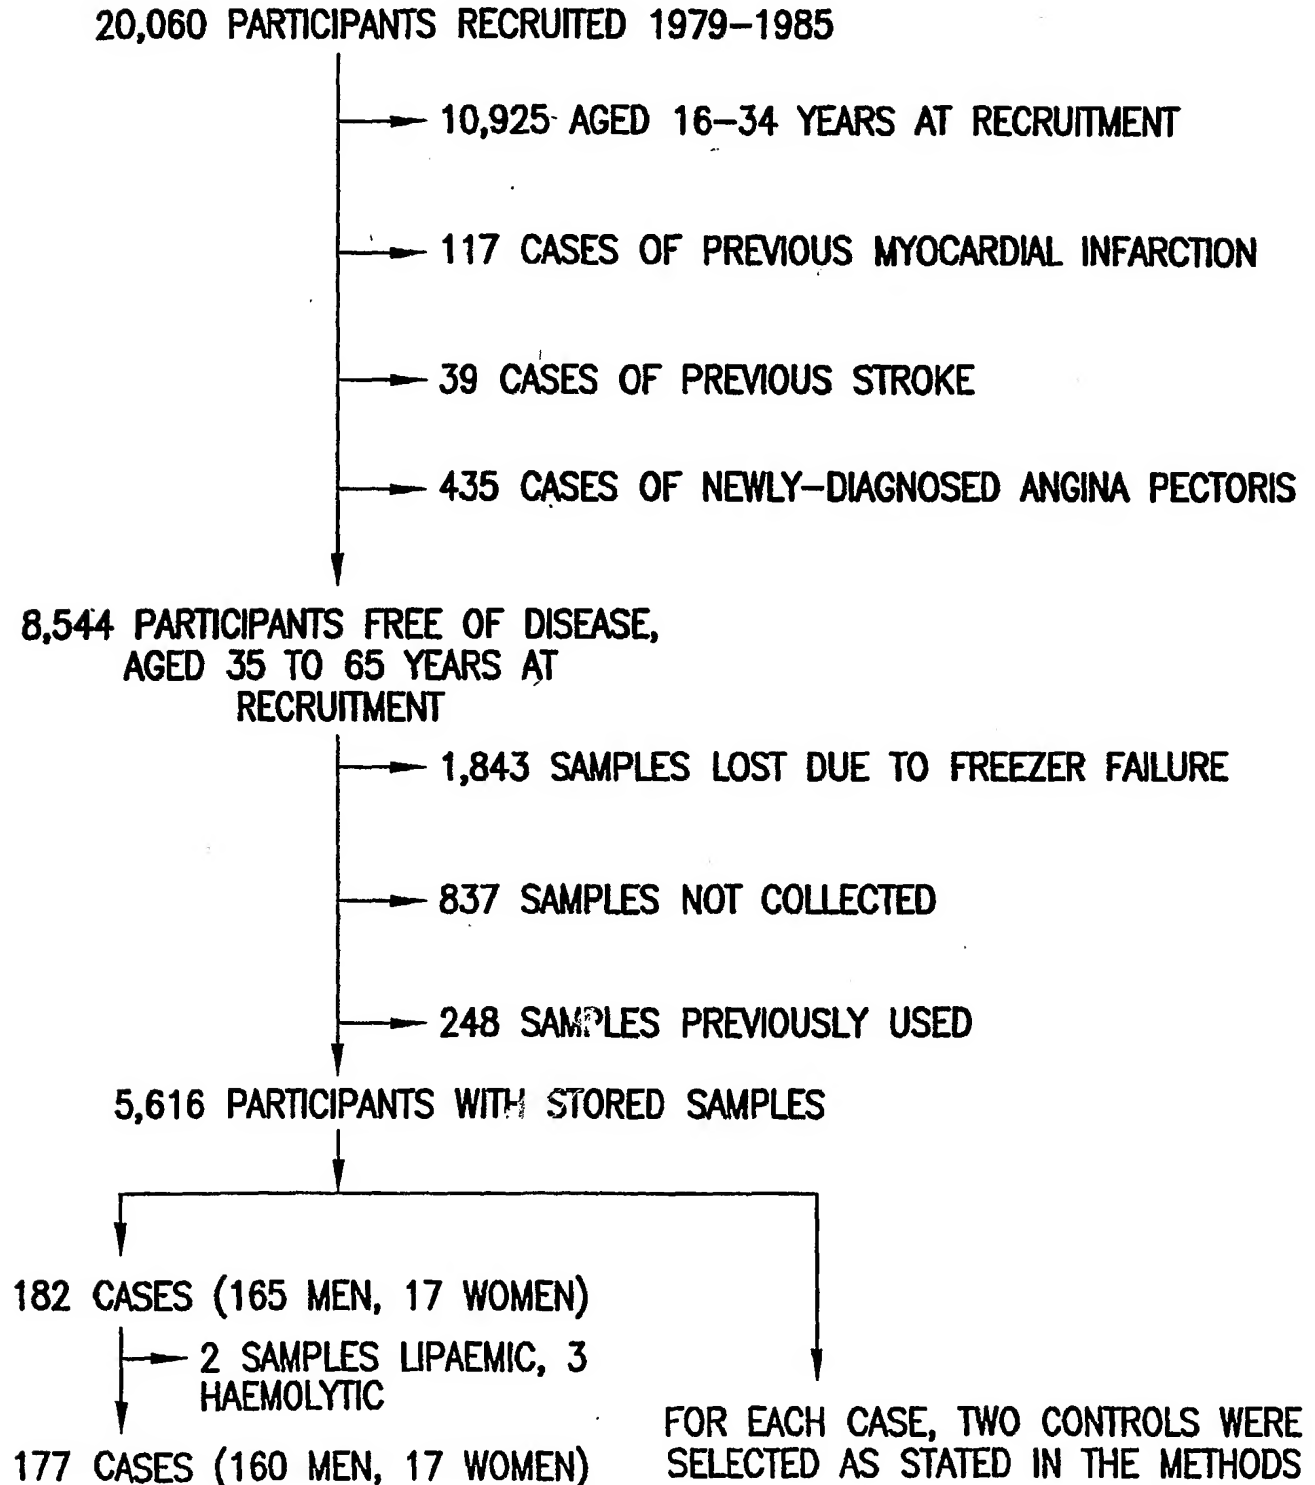 20,060 PARTICIPANTS RECRUITED 1979–1985
10,925 AGED 16–34 YEARS AT RECRUITMENT
117 CASES OF PREVIOUS MYOCARDIAL INFARCTION
39 CASES OF PREVIOUS STROKE
435 CASES OF NEWLY–DIAGNOSED ANGINA PECTORIS
8,544 PARTICIPANTS FREE OF DISEASE,
AGED 35 TO 65 YEARS AT
RECRUITMENT
1,843 SAMPLES LOST DUE TO FREEZER FAILURE
837 SAMPLES NOT COLLECTED
248 SAMPLES PREVIOUSLY USED
5,616 PARTICIPANTS WITH STORED SAMPLES
182 CASES (165 MEN, 17 WOMEN)
2 SAMPLES LIPAEMIC, 3
HAEMOLYTIC
177 CASES (160 MEN, 17 WOMEN)
FOR EACH CASE, TWO CONTROLS WERE
SELECTED AS STATED IN THE METHODS